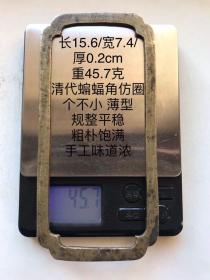 长15.6/宽7.4/
厚0.2cm
重45.7克
清代蝙蝠角仿圈
个不小 薄型
规整平稳
粗朴饱满
手工味道浓
457